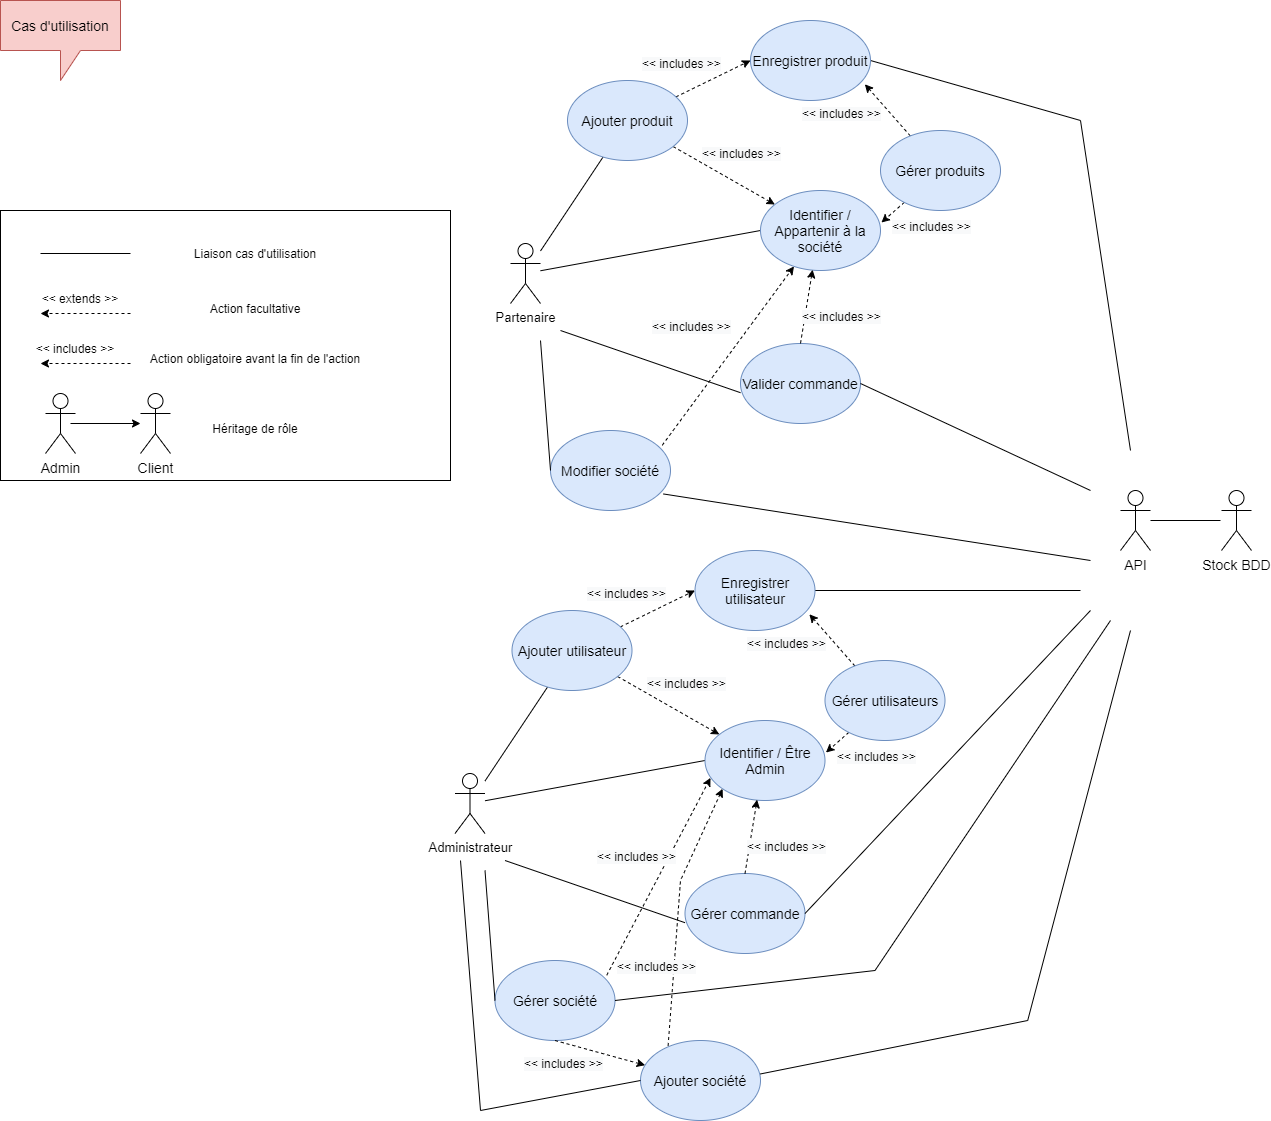 Cas d'utilisation
Enregistrer produit
<< includes >>
Ajouter produit
<< includes >>
<< includes >>
Gérer produits
Identifier /
Appartenir à la
société
<< includes >>
Partenaire
<< includes >>
<< includes >>
Valider commande
Modifier société
Liaison cas d'utilisation
<< extends >>
Action facultative
<< includes >>
Action obligatoire avant la fin de l'action
Héritage de rôle
Admin
Client
API
Stock BDD
Enregistrer
utilisateur
<< includes >>
Ajouter utilisateur
<< includes >>
<< includes >>
Gérer utilisateurs
Identifier / Être
Admin
<< includes >>
Administrateur
<< includes >>
<< includes >>
Gérer commande
<< includes >>
Gérer société
<< includes >>
Ajouter société